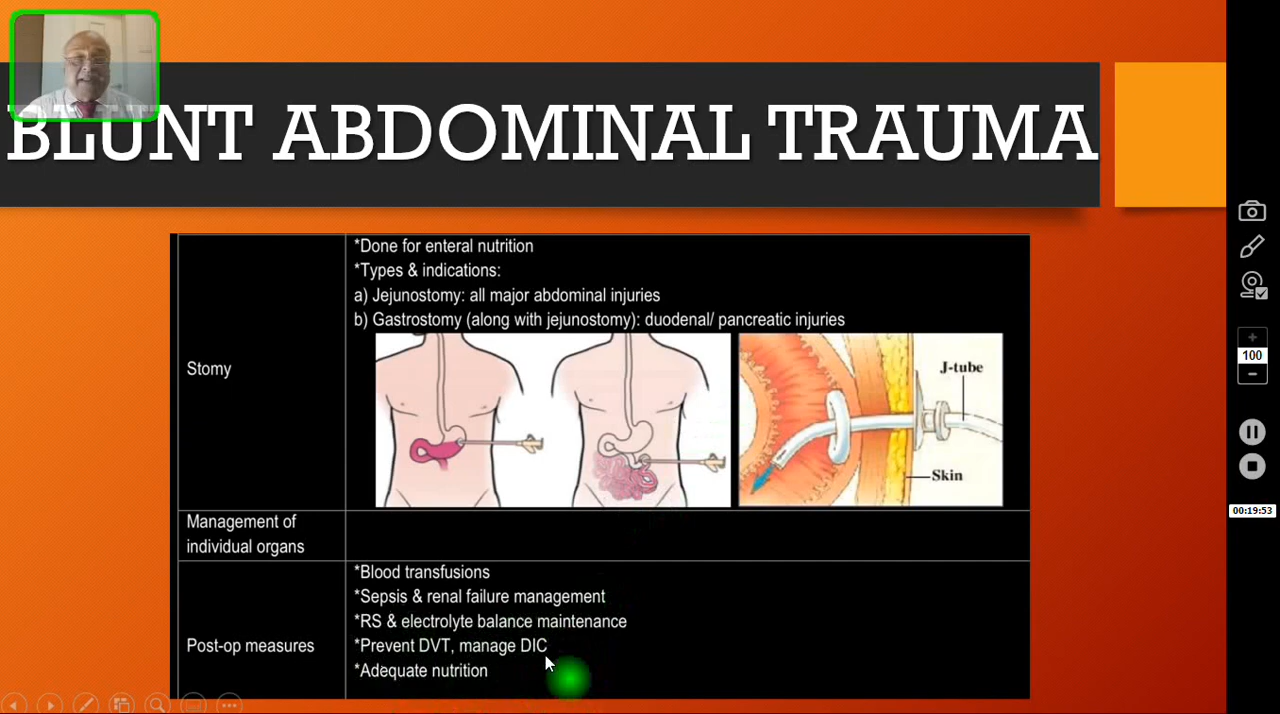 BLUNT ABDOMINAL TRAUMA
*Done for enteral nutrition
*Types & indications:
a) Jejunostomy: all major abdominal injuries
b) Gastrostomy (along with jejunostomy): duodenal/ pancreatic injuries
Stomy
J-tube
Skin
Management of
individual organs
*Blood transfusions
*Sepsis & renal failure management
*RS & electrolyte balance maintenance
Post-op measures
*Prevent DVT, manage DIC
*Adequate nutrition
+
100
−
00:19:53